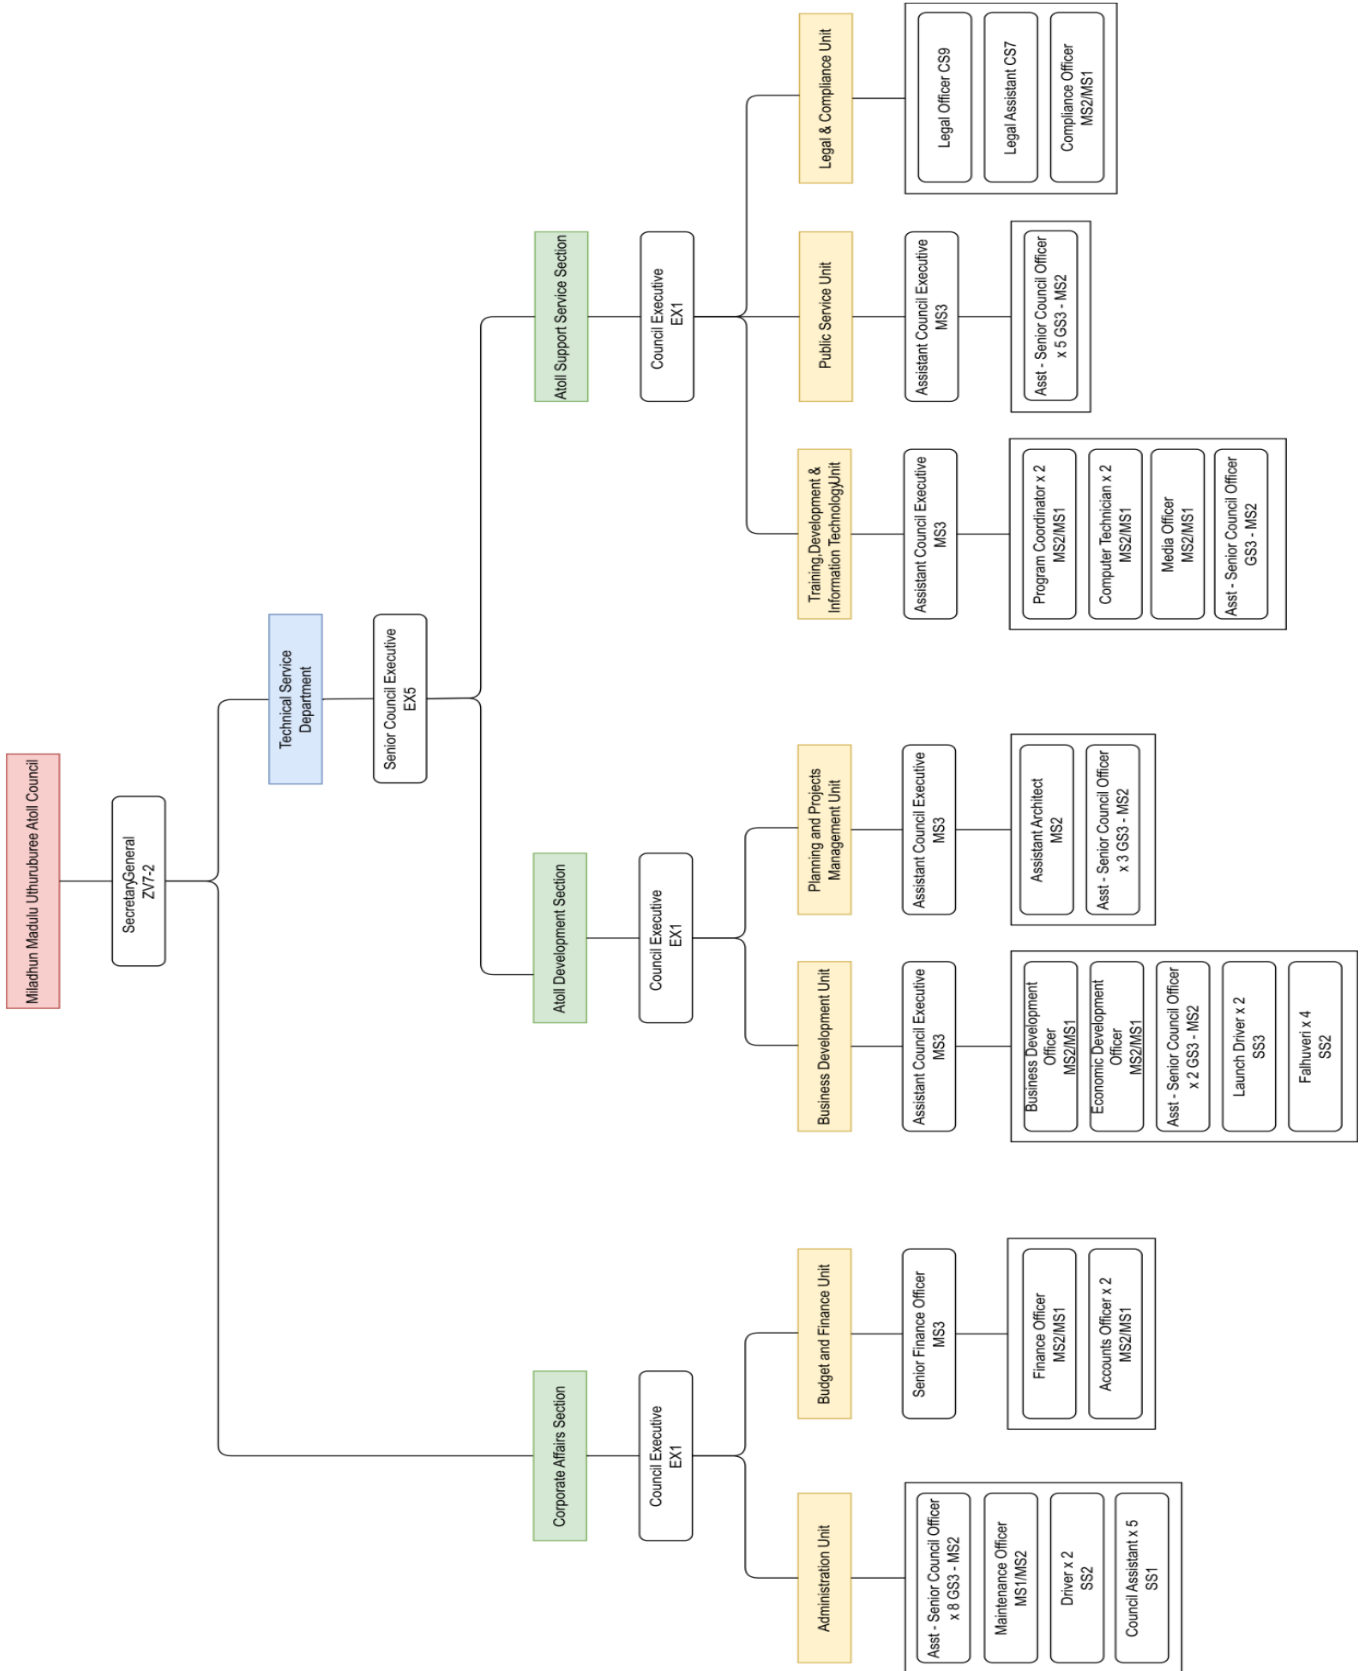 Miladhun Madulu Uthuruburee Atoll Council
SecretaryGeneral
ZV7-2
Technical Service
Department
Senior Council Executive
EX5
Corporate Affairs Section
Council Executive
EX1
Administration Unit
Asst - Senior Council Officer
x 8 GS3 - MS2
Maintenance Officer
MS1/MS2
Driver x 2
SS2
Council Assistant x 5
SS1
Budget and Finance Unit
Senior Finance Officer
MS3
Finance Officer
MS2/MS1
Accounts Officer x 2
MS2/MS1
Atoll Development Section
Council Executive
EX1
Business Development Unit
Assistant Council Executive
MS3
Business Development
Officer
MS2/MS1
Economic Development
Officer
MS2/MS1
Asst - Senior Council Officer
x 2 GS3 - MS2
Launch Driver x 2
SS3
Falhuveri x 4
SS2
Planning and Projects
Management Unit
Assistant Council Executive
MS3
Assistant Architect
MS2
Asst - Senior Council Officer
x 3 GS3 - MS2
Atoll Support Service Section
Council Executive
EX1
Training,Development &
Information TechnologyUnit
Assistant Council Executive
MS3
Program Coordinator x 2
MS2/MS1
Computer Technician x 2
MS2/MS1
Media Officer
MS2/MS1
Asst - Senior Council Officer
GS3 - MS2
Public Service Unit
Assistant Council Executive
MS3
Asst - Senior Council Officer
x 5 GS3 - MS2
Legal & Compliance Unit
Legal Officer CS9
Legal Assistant CS7
Compliance Officer
MS2/MS1